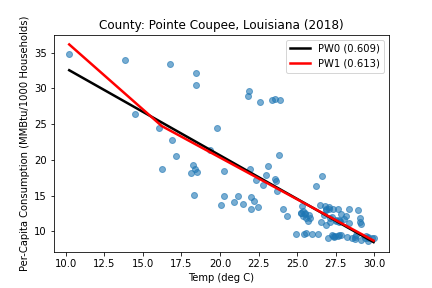 County: Pointe Coupee, Louisiana (2018)
Per-Capita Consumption (MMBtu/1000 Households)
35
30
25
20
15
10
PW0 (0.609)
PW1 (0.613)
10.0 12.5 15.0 17.5 20.0 22.5 25.0 27.5 30.0
Temp (deg C)